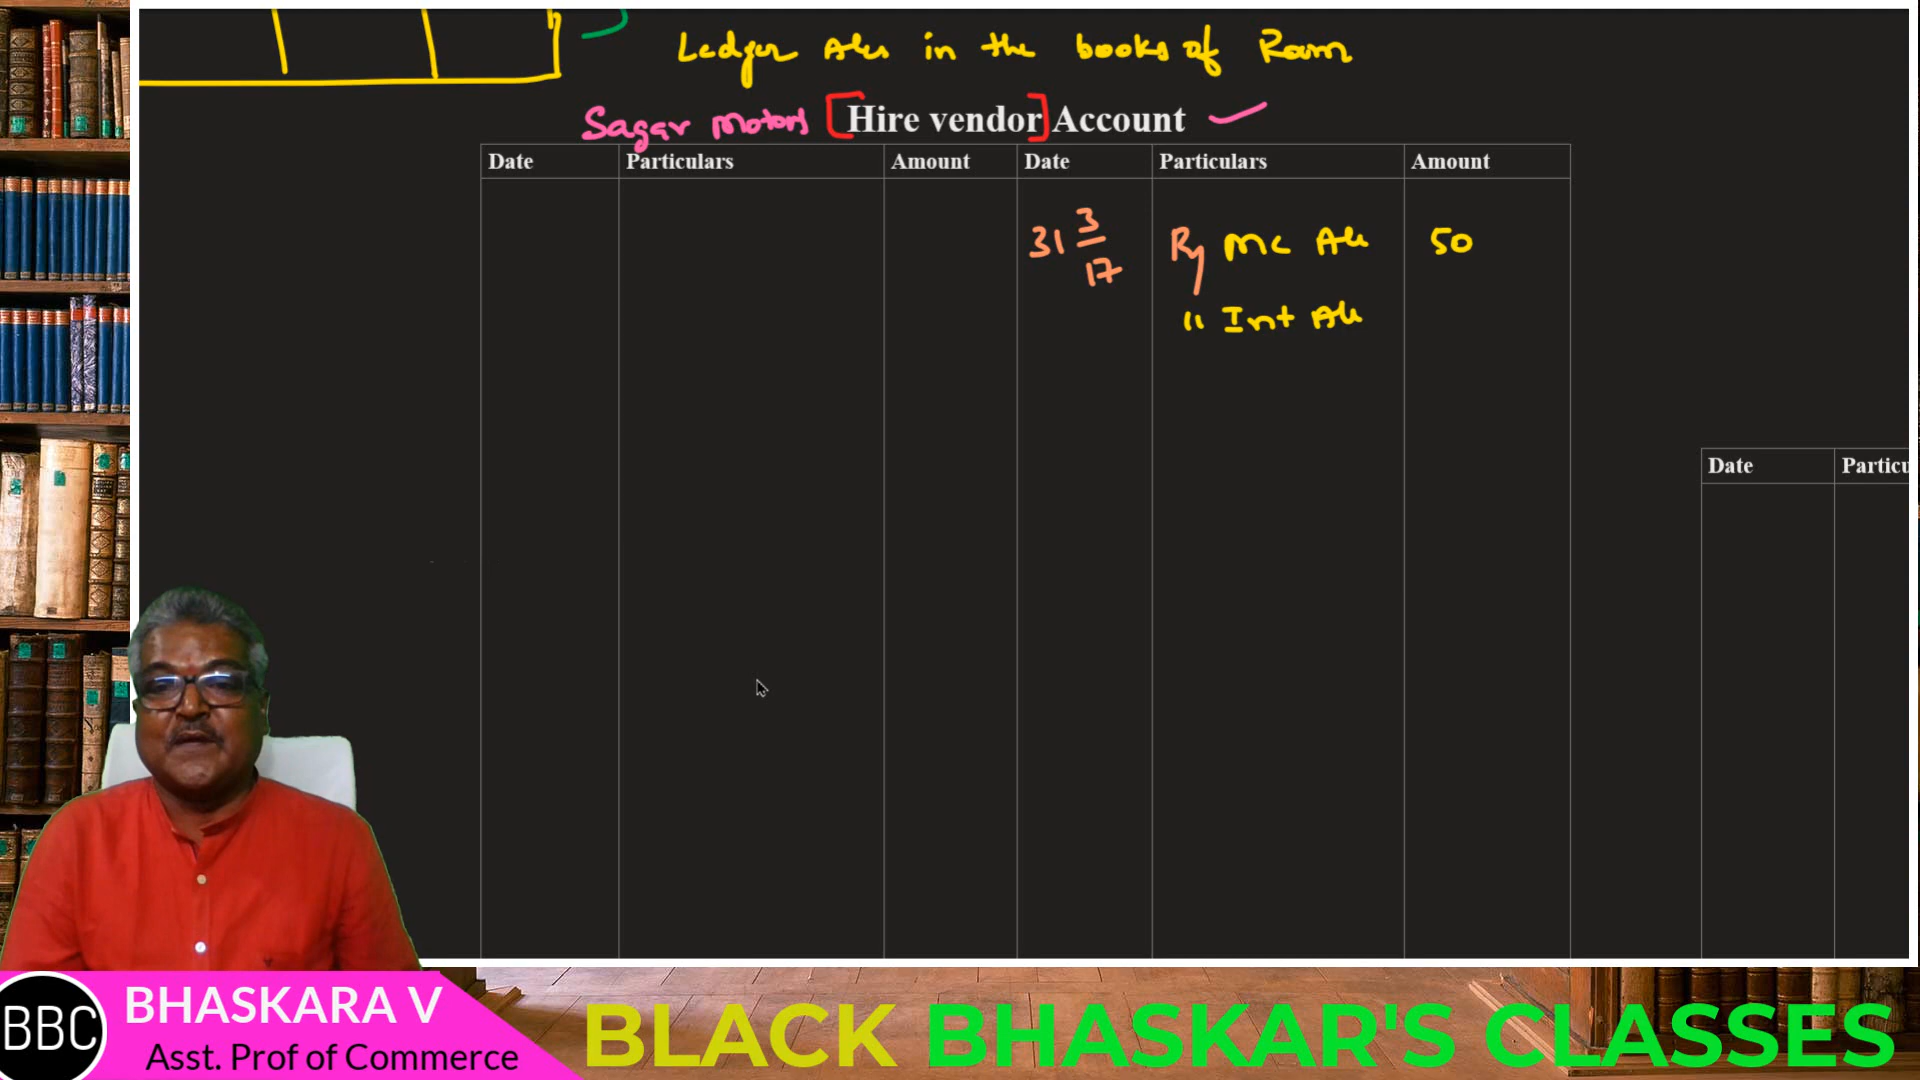 Ledger A/cs in the books of Ram
Sagar Motors [Hire vendor] Account
Date Particulars Amount Date Particulars Amount
31 3/17 By MC A/c 50
" Int A/c
Date Particu
BBC
BHASKARA V
Asst. Prof of Commerce
BLACK BHASKAR'S CLASSES